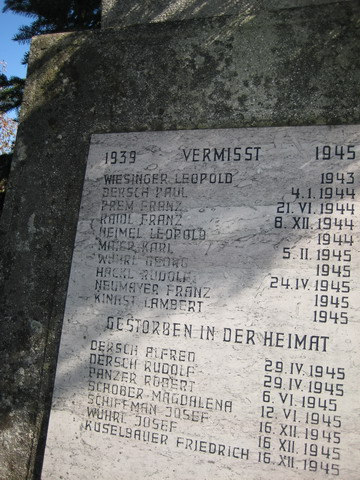 1939 VERMISST 1945
WIESINGER LEOPOLD 1943
DERSCH PAUL 4.1.1944
PREM FRANZ 21.VI.1944
FRANZ 8.XII.1944
HEIMEL LEOPOLD 1944
KARL 5.II.1945
WÜHRL GEORG 1945
HACKL RUDOLF 24.IV.1945
NEUMAYER FRANZ 1945
KINAST LAMBERT 1945
GESTORBEN IN DER HEIMAT
DERSCH ALFRED 29.IV.1945
DERSCH RUDOLF 29.IV.1945
PANZER ROBERT 6.VI.1945
SCHOBER MAGDALENA 12.VI.1945
SCHIFFMAN JOSEF 16.XII.1945
WÜHRL JOSEF 16.XII.1945
KUSELBAUER FRIEDRICH 16.XII.1945